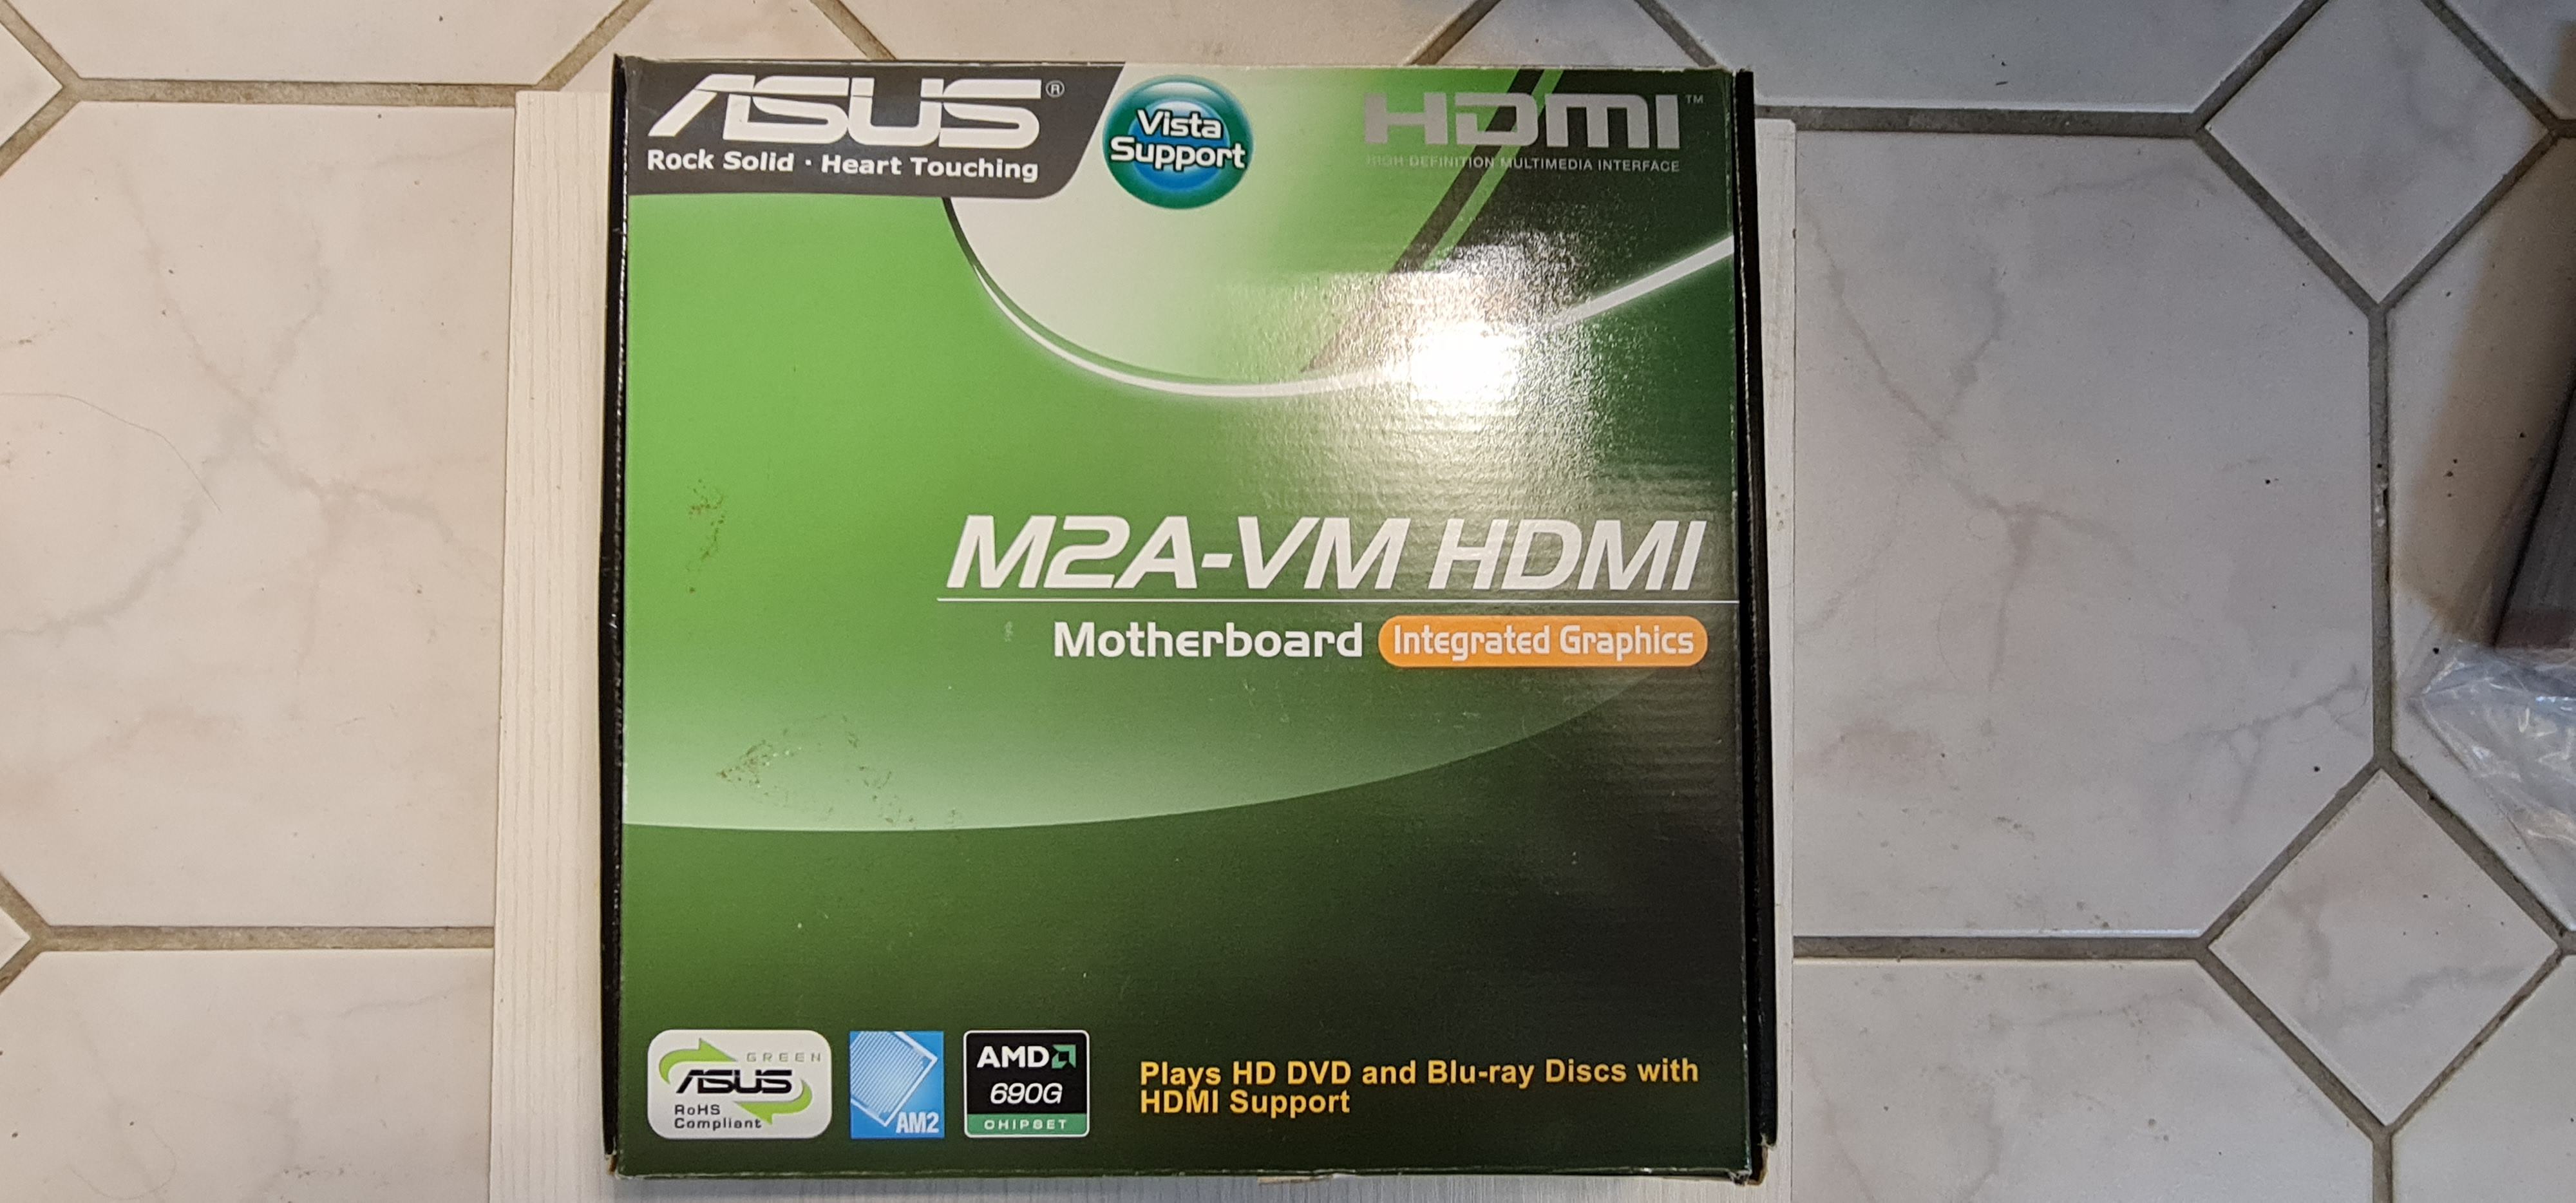 ASUS®
Rock Solid · Heart Touching
Vista
Support
HDMI™
HIGH-DEFINITION MULTIMEDIA INTERFACE
M2A-VM HDMI
Motherboard Integrated Graphics
GREEN
ASUS
RoHS
Compliant
AM2
AMD
690G
CHIPSET
Plays HD DVD and Blu-ray Discs with
HDMI Support